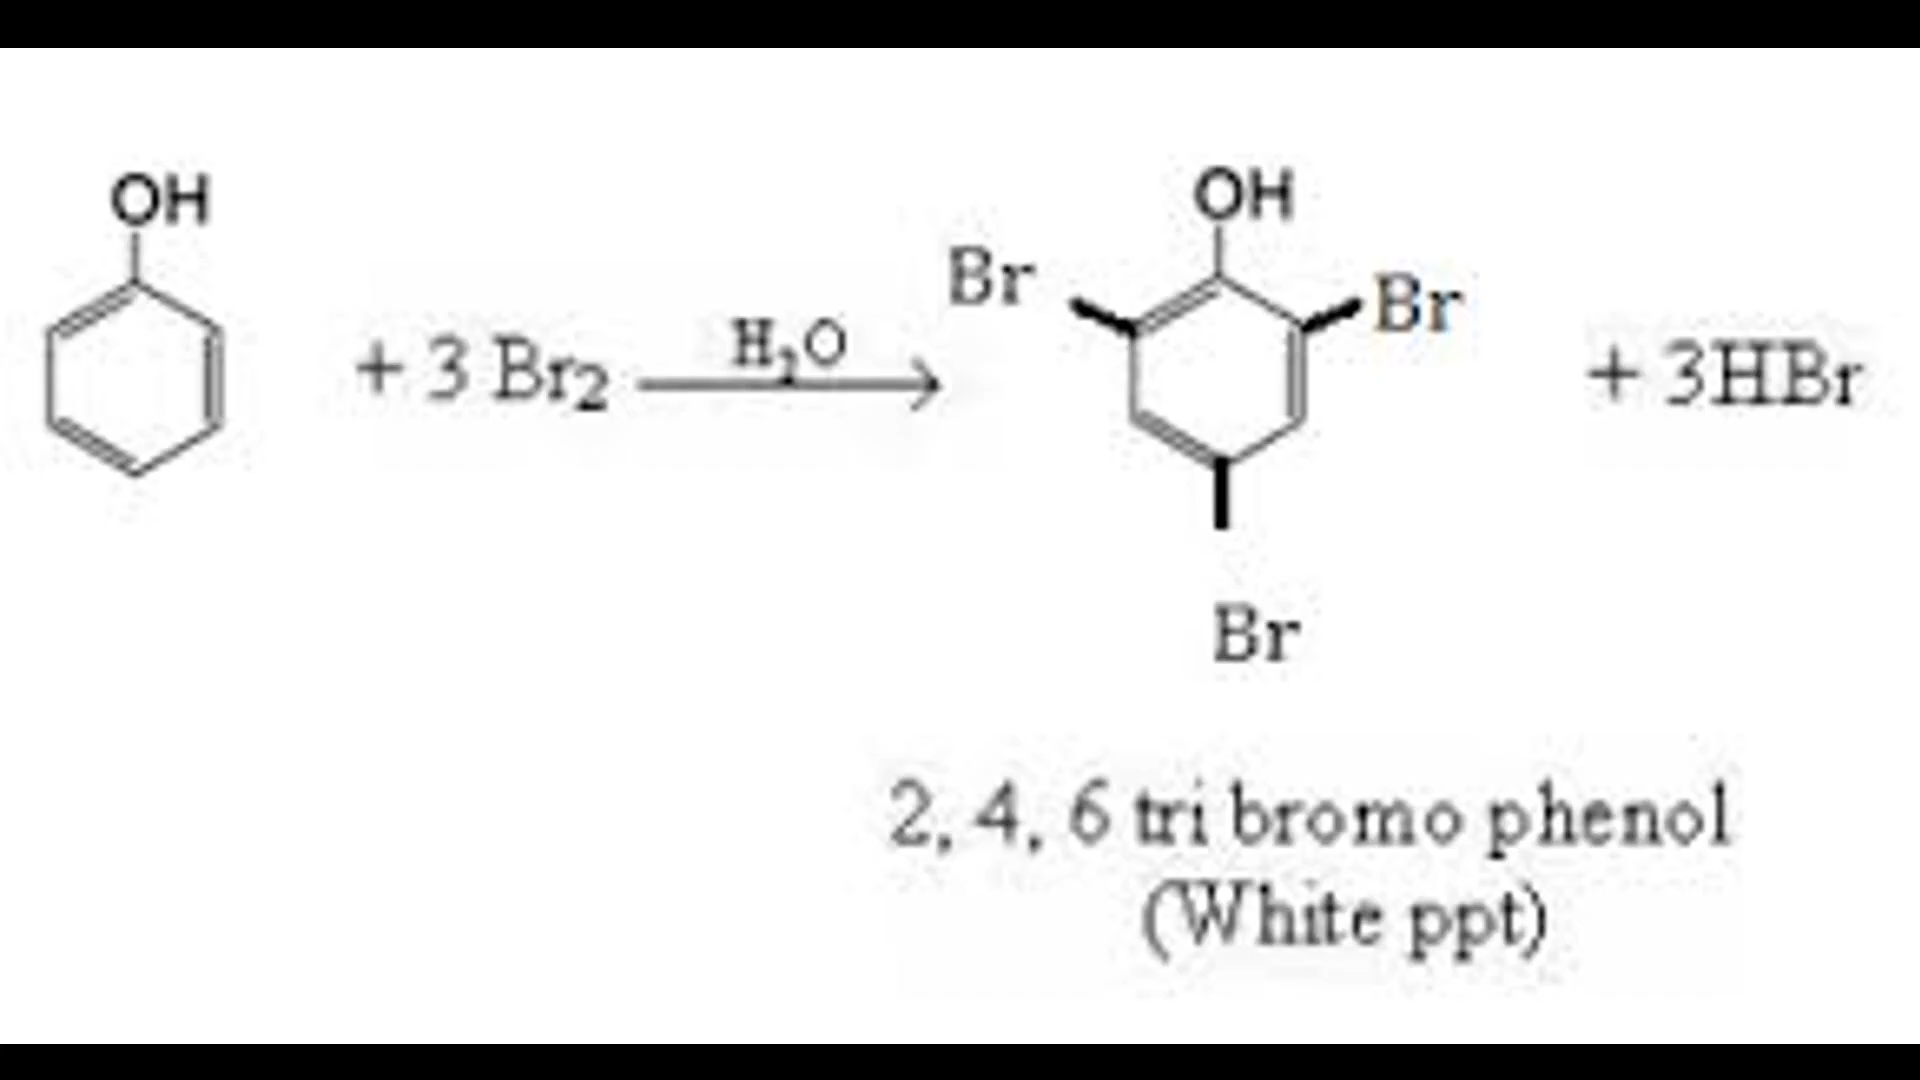 OH
+ 3 Br₂
H₂O
OH
Br
Br
Br
+ 3HBr
2, 4, 6 tri bromo phenol
(White ppt)